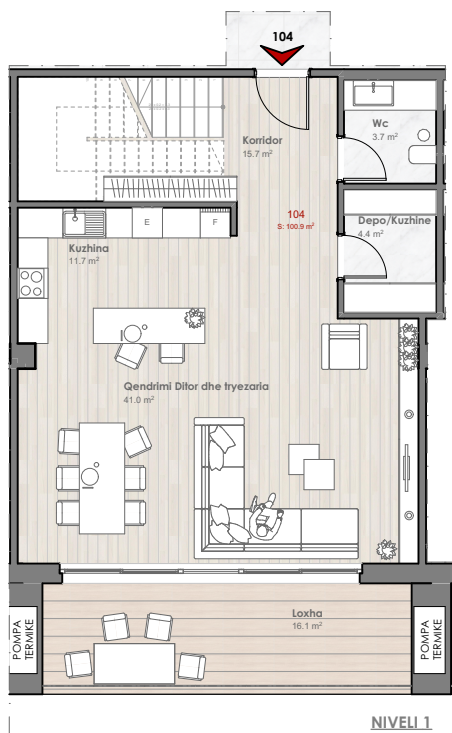 104
Wc
3.7 m²
Korridor
15.7 m²
104
S: 100.9 m²
Depo/Kuzhine
4.4 m²
E
F
Kuzhina
11.7 m²
Qendrimi Ditor dhe tryezaria
41.0 m²
Loxha
16.1 m²
POMPA
TERMIKE
POMPA
TERMIKE
NIVELI 1